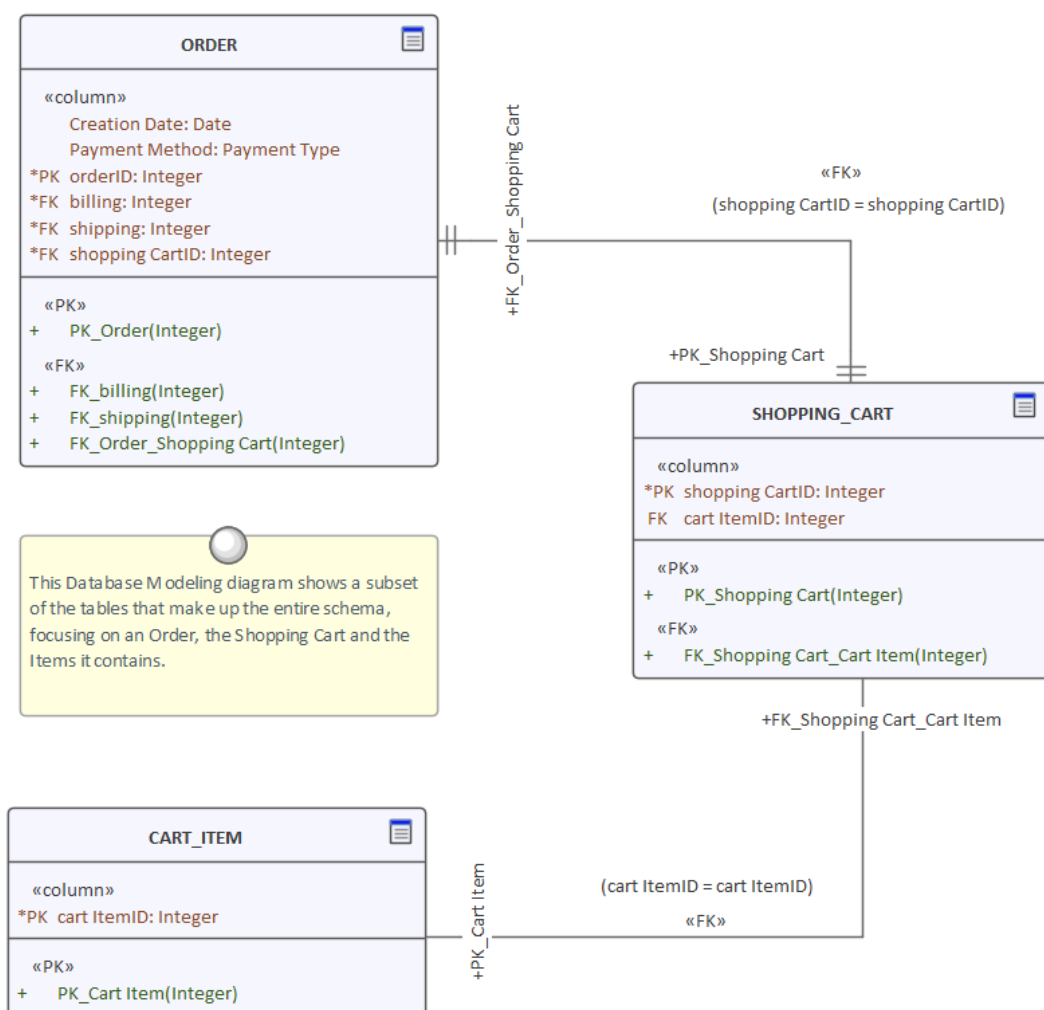 ORDER
«column»
Creation Date: Date
Payment Method: Payment Type
*PK orderID: Integer
*FK billing: Integer
*FK shipping: Integer
*FK shopping CartID: Integer
«PK»
+ PK_Order(Integer)
«FK»
+ FK_billing(Integer)
+ FK_shipping(Integer)
+ FK_Order_Shopping Cart(Integer)
+FK_Order_Shopping Cart
«FK»
(shopping CartID = shopping CartID)
+PK_Shopping Cart
SHOPPING_CART
«column»
*PK shopping CartID: Integer
FK cart ItemID: Integer
«PK»
+ PK_Shopping Cart(Integer)
«FK»
+ FK_Shopping Cart_Cart Item(Integer)
This Database Modeling diagram shows a subset
of the tables that make up the entire schema,
focusing on an Order, the Shopping Cart and the
Items it contains.
+FK_Shopping Cart_Cart Item
(cart ItemID = cart ItemID)
«FK»
+PK_Cart Item
CART_ITEM
«column»
*PK cart ItemID: Integer
«PK»
+ PK_Cart Item(Integer)